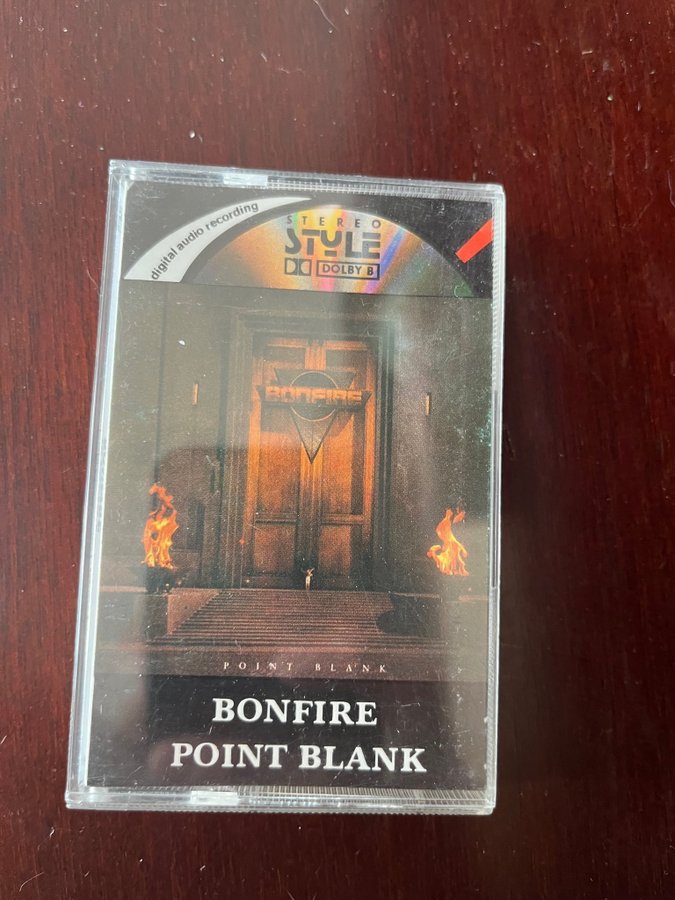 digital audio recording
STEREO
STYLE
DOLBY B
BONFIRE
POINT BLANK
BONFIRE
POINT BLANK